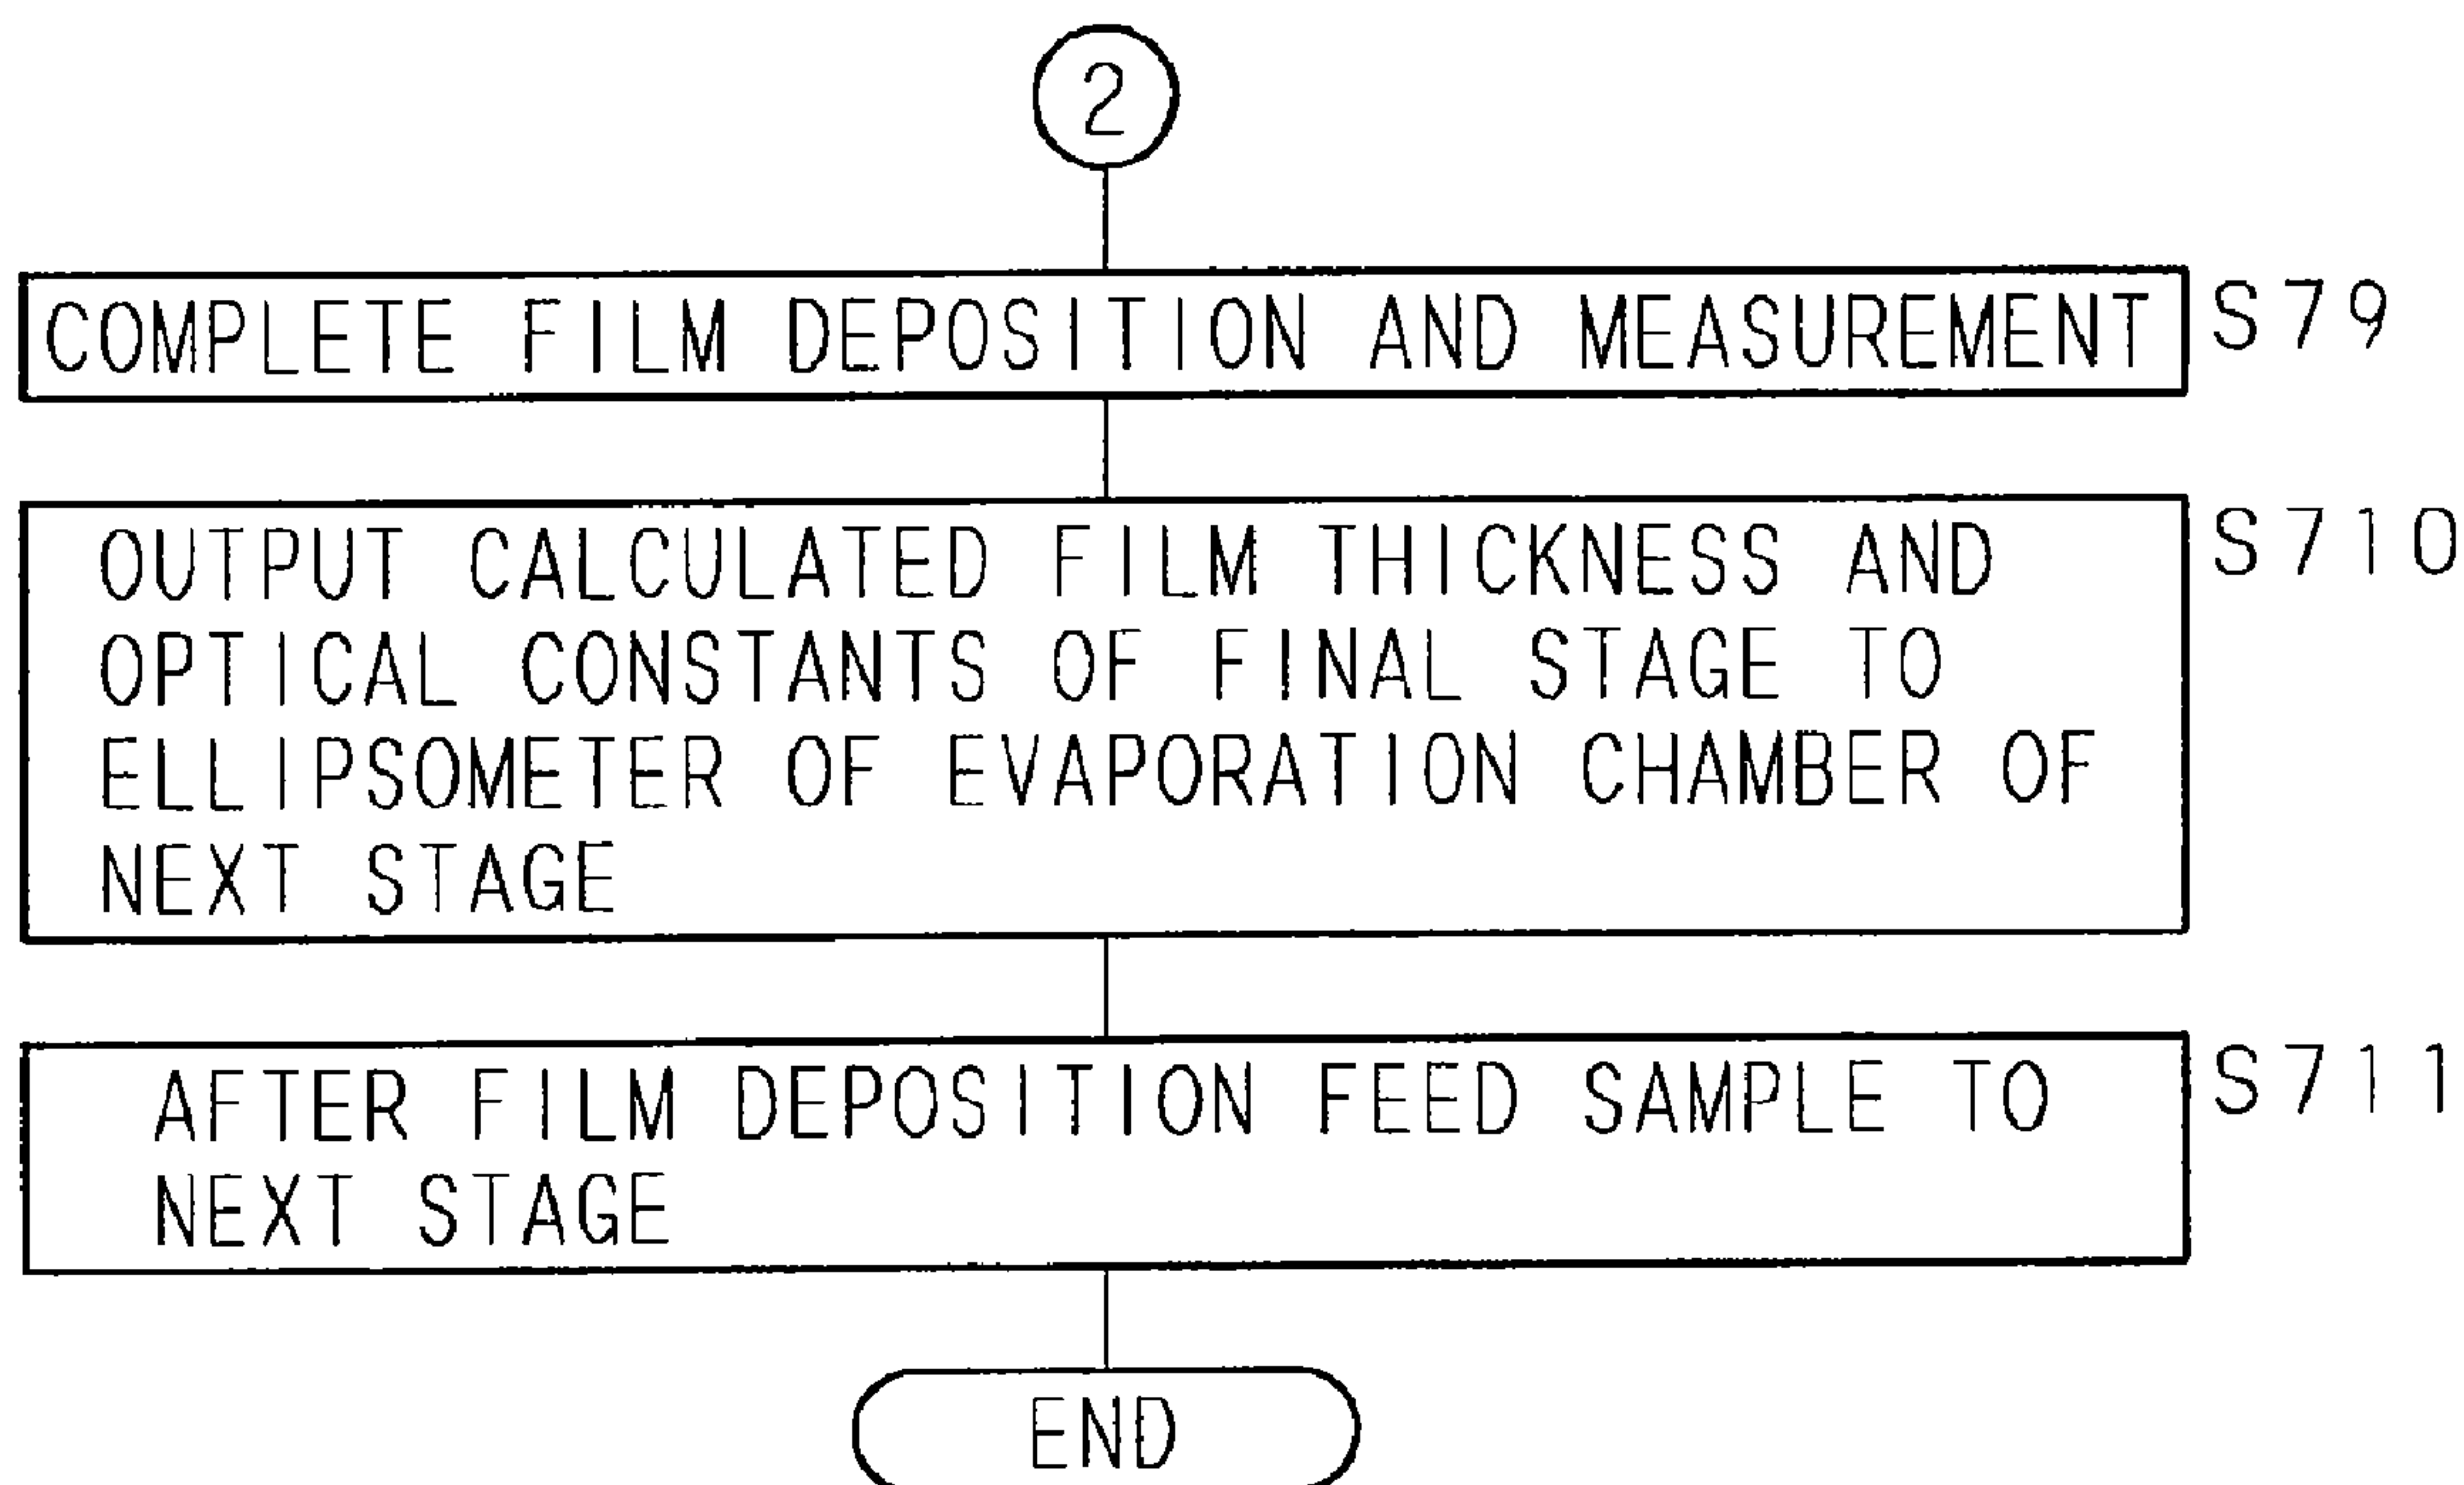 2
COMPLETE FILM DEPOSITION AND MEASUREMENT S79
OUTPUT CALCULATED FILM THICKNESS AND S710
OPTICAL CONSTANTS OF FINAL STAGE TO
ELLIPSOMETER OF EVAPORATION CHAMBER OF
NEXT STAGE
AFTER FILM DEPOSITION FEED SAMPLE TO S711
NEXT STAGE
END